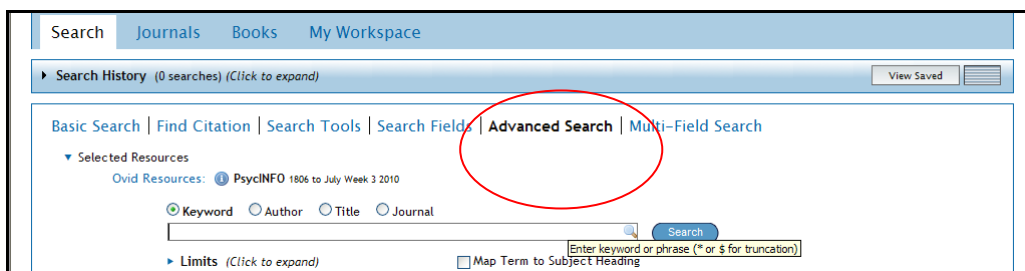 Search Journals Books My Workspace
Search History (0 searches) (Click to expand) View Saved
Basic Search | Find Citation | Search Tools | Search Fields | Advanced Search | Multi-Field Search
Selected Resources
Ovid Resources: PsycINFO 1806 to July Week 3 2010
Keyword Author Title Journal
Search
Enter keyword or phrase (* or $ for truncation)
Limits (Click to expand) Map Term to Subject Heading